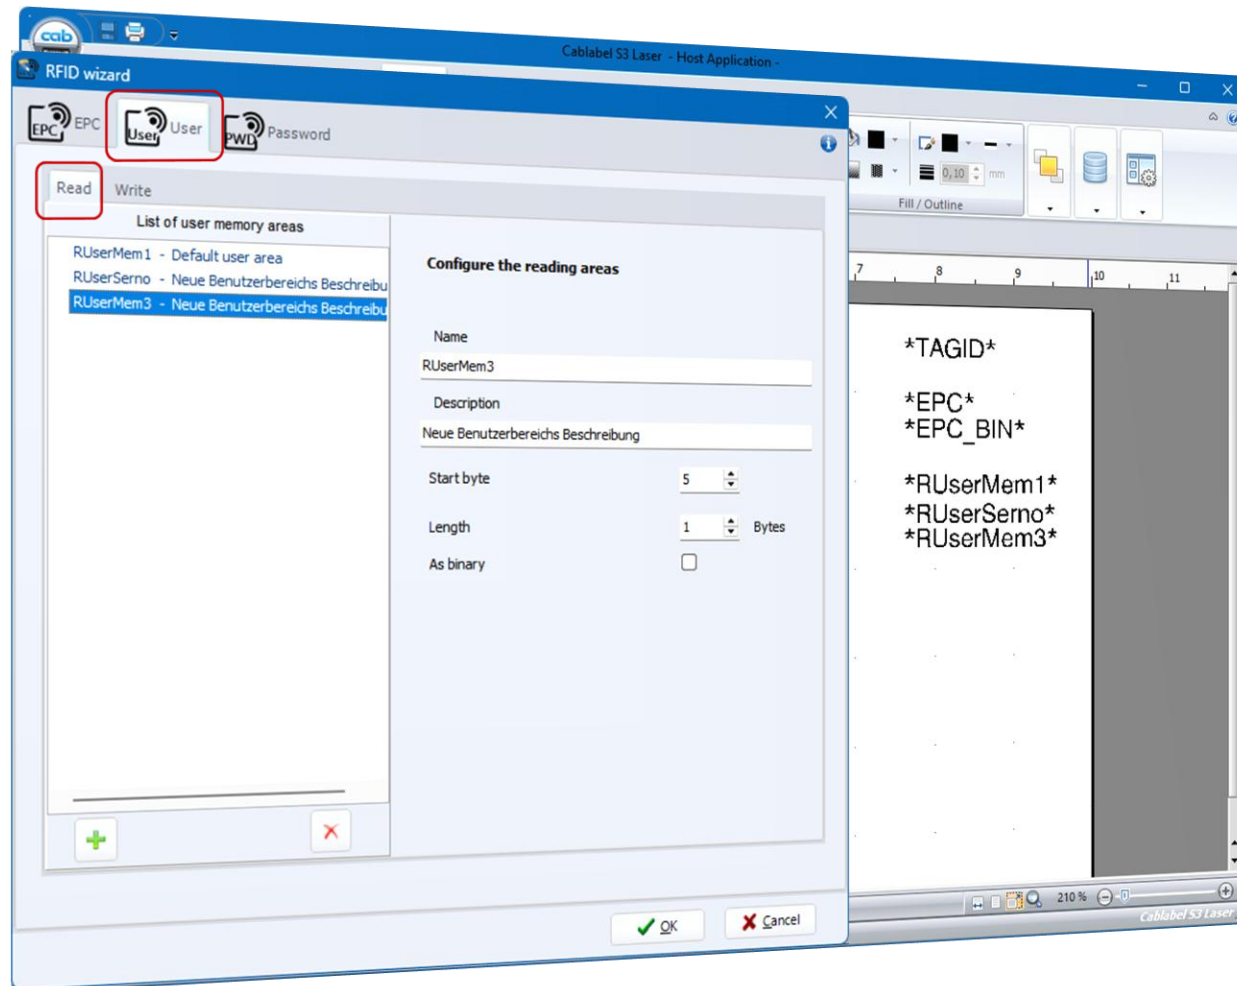 cab
Cablabel S3 Laser - Host Application -
RFID wizard
EPC EPC
User User
PWD Password
Read
Write
List of user memory areas
RUserMem1 - Default user area
RUserSerno - Neue Benutzerbereichs Beschreibu
RUserMem3 - Neue Benutzerbereichs Beschreibu
Configure the reading areas
Name
RUserMem3
Description
Neue Benutzerbereichs Beschreibung
Start byte 5
Length 1 Bytes
As binary
OK
Cancel
0,10 mm
Fill / Outline
7 8 9 10 11
*TAGID*
*EPC*
*EPC_BIN*
*RUserMem1*
*RUserSerno*
*RUserMem3*
210 %
Cablabel S3 Laser